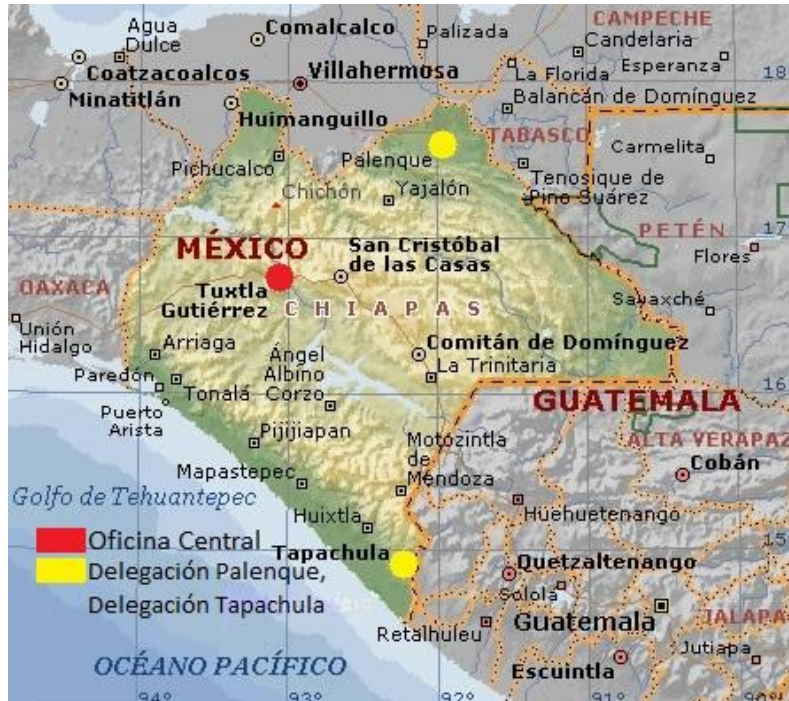 CAMPECHE
Agua
Dulce
Comalcalco
Palizada
Candelaria
Coatzacoalcos
Villahermosa
La Florida
Esperanza
18
Minatitlán
Balancán de Domínguez
Huimanguillo
TABASCO
Pichucalco
Palenque
Carmelita
Chichón
Yajalón
Tenosique de
Pino Suárez
PETÉN
17
MÉXICO
San Cristóbal
de las Casas
Flores
OAXACA
Tuxtla
Gutiérrez
CHIAPAS
Sayaxché
Unión
Hidalgo
Arriaga
Ángel
Albino
Corzo
Comitán de Domínguez
La Trinitaria
Paredón
Tonalá
16
Puerto
Arista
GUATEMALA
Pijijiapan
Motozintla
de
Mendoza
ALTA VERAPAZ
Cobán
Mapastepec
Golfo de Tehuantepec
Huixtla
Huehuetenango
Oficina Central
Tapachula
15
Delegación Palenque,
Quetzaltenango
Delegación Tapachula
Sololá
Guatemala
JALAPA
Retalhuleu
Jutiapa
OCÉANO PACÍFICO
Escuintla
94°
93°
92°
91°
90°